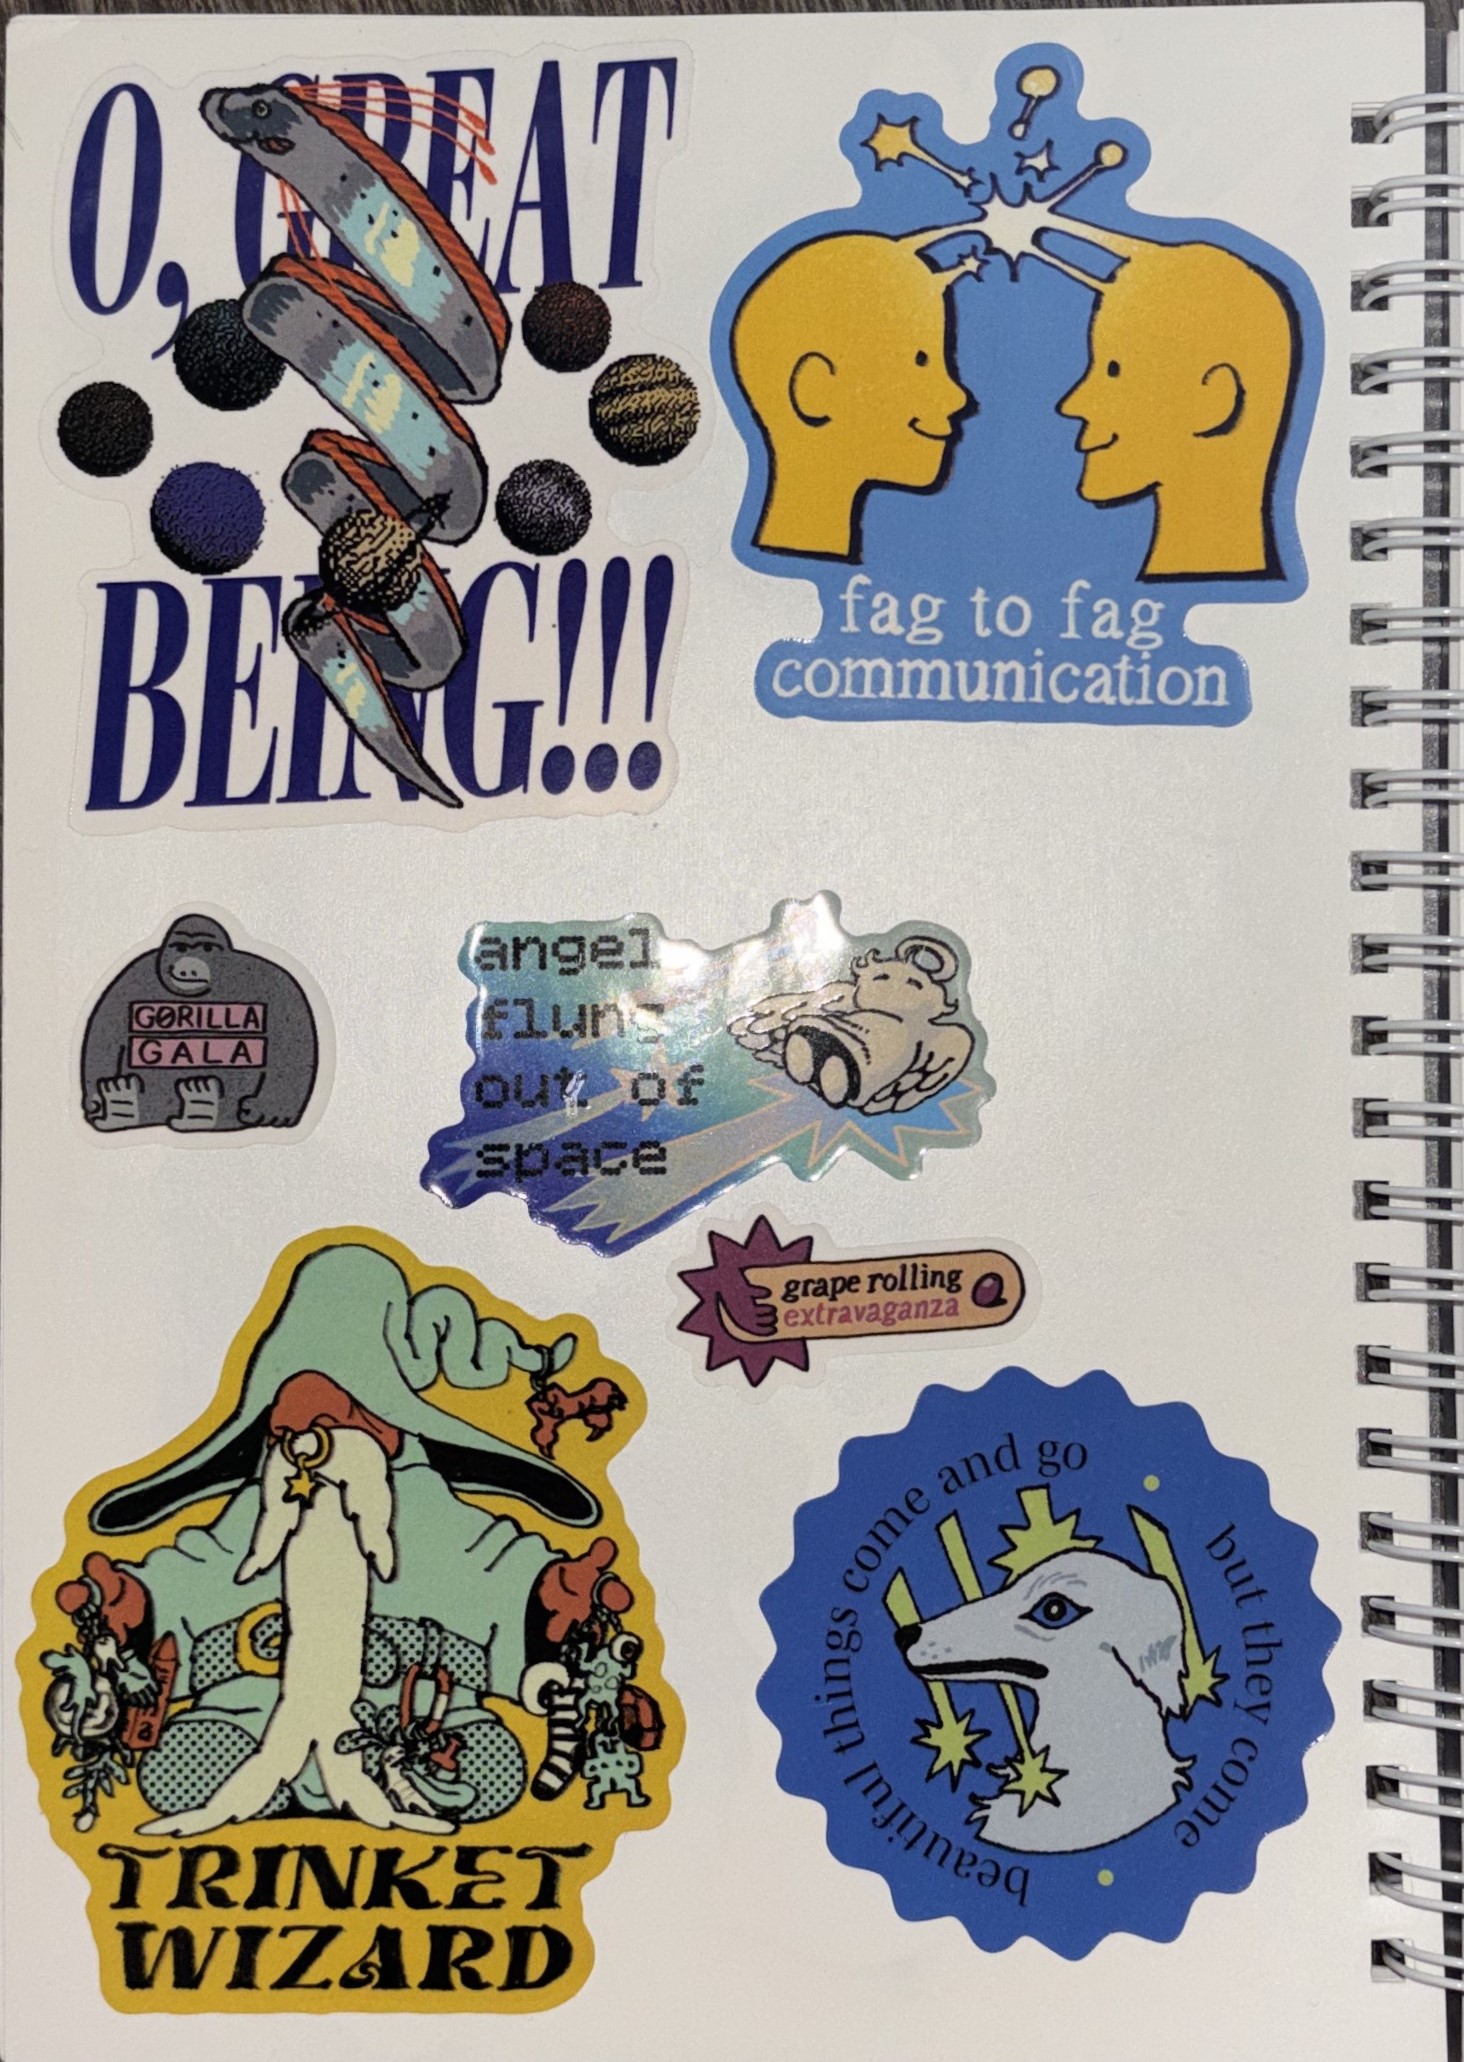 O, GREAT
BEING!!!
fag to fag
communication
GORILLA
GALA
angel
flung
out of
space
grape rolling
extravaganza
TRINKET
WIZARD
beautiful things come and go
but they come